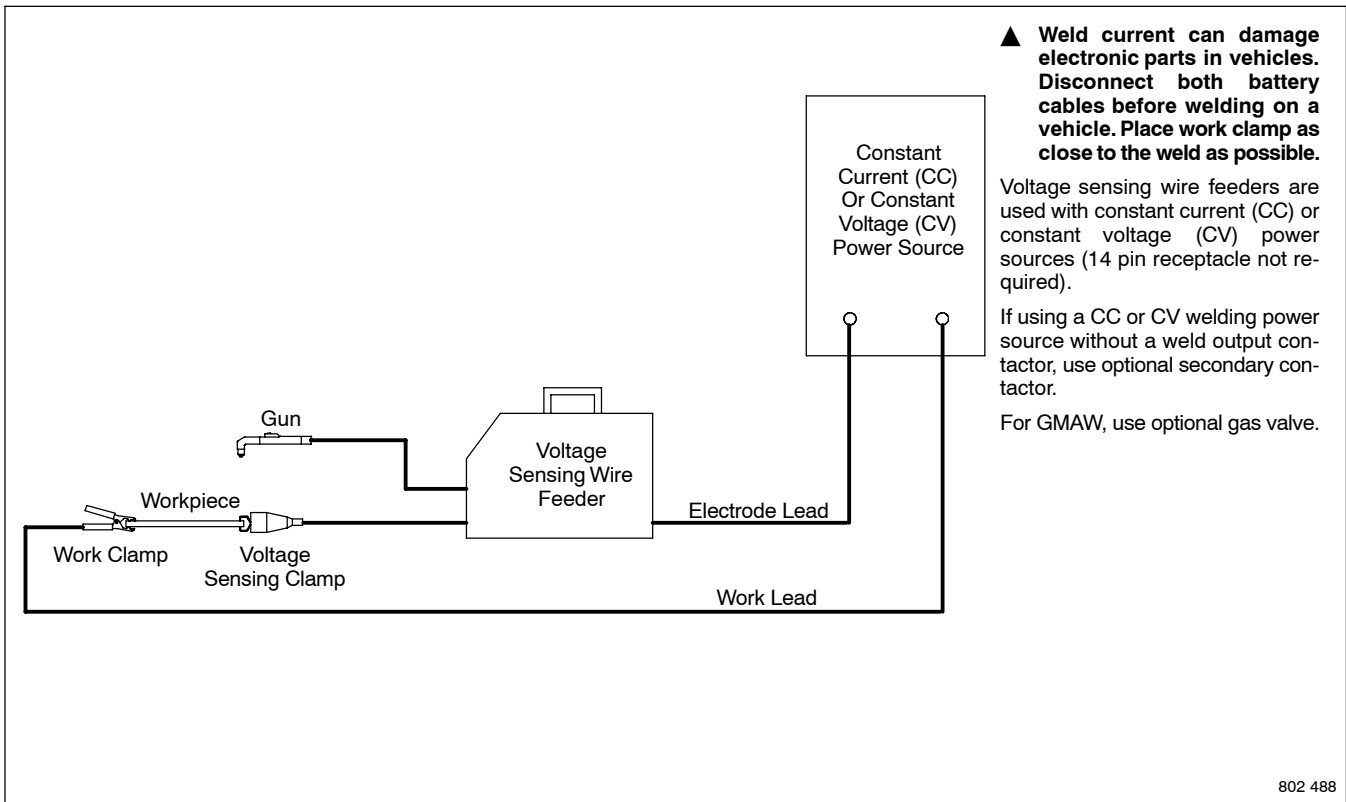 ▲ Weld current can damage
electronic parts in vehicles.
Disconnect both battery
cables before welding on a
vehicle. Place work clamp as
close to the weld as possible.
Voltage sensing wire feeders are
used with constant current (CC) or
constant voltage (CV) power
sources (14 pin receptacle not re-
quired).
If using a CC or CV welding power
source without a weld output con-
tactor, use optional secondary con-
tactor.
For GMAW, use optional gas valve.
Constant
Current (CC)
Or Constant
Voltage (CV)
Power Source
Gun
Voltage
Sensing Wire
Feeder
Workpiece
Electrode Lead
Work Clamp
Voltage
Sensing Clamp
Work Lead
802 488